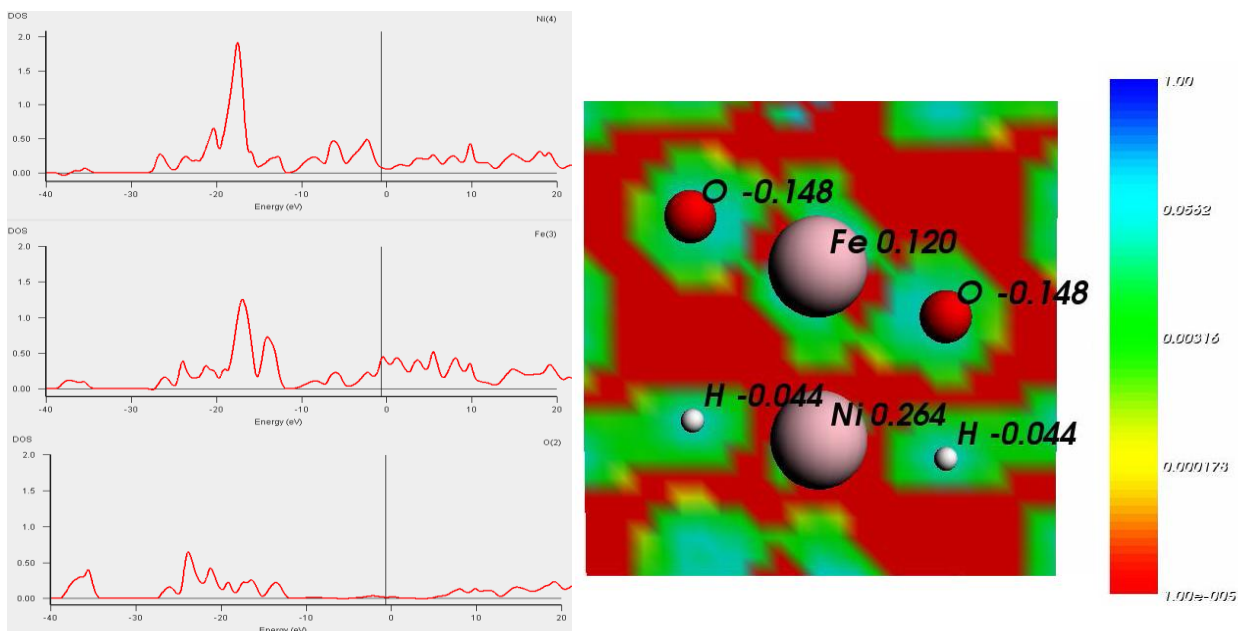 DOS
Ni(4)
2.0
1.5
1.0
0.50
0.00
-40 -30 -20 -10 0 10 20
Energy (eV)
DOS
Fe(3)
2.0
1.5
1.0
0.50
0.00
-40 -30 -20 -10 0 10 20
Energy (eV)
DOS
O(2)
2.0
1.5
1.0
0.50
0.00
-40 -30 -20 -10 0 10 20
Energy (eV)
O -0.148
Fe 0.120
O -0.148
H -0.044
Ni 0.264
H -0.044
1.00
0.0562
0.00316
0.000178
1.00e-005